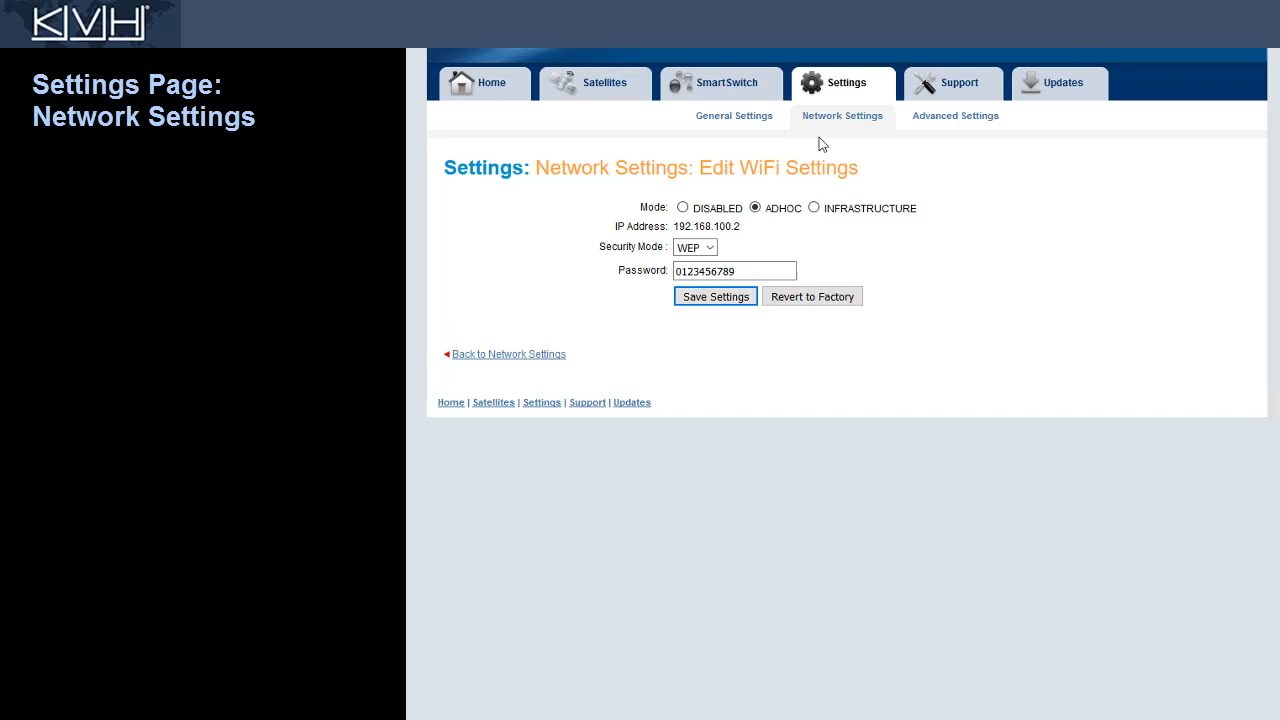 KVH
Settings Page:
Network Settings
Home
Satellites
SmartSwitch
Settings
Support
Updates
General Settings
Network Settings
Advanced Settings
Settings: Network Settings: Edit WiFi Settings
Mode: DISABLED ADHOC INFRASTRUCTURE
IP Address: 192.168.100.2
Security Mode : WEP
Password: 0123456789
Save Settings Revert to Factory
Back to Network Settings
Home | Satellites | Settings | Support | Updates